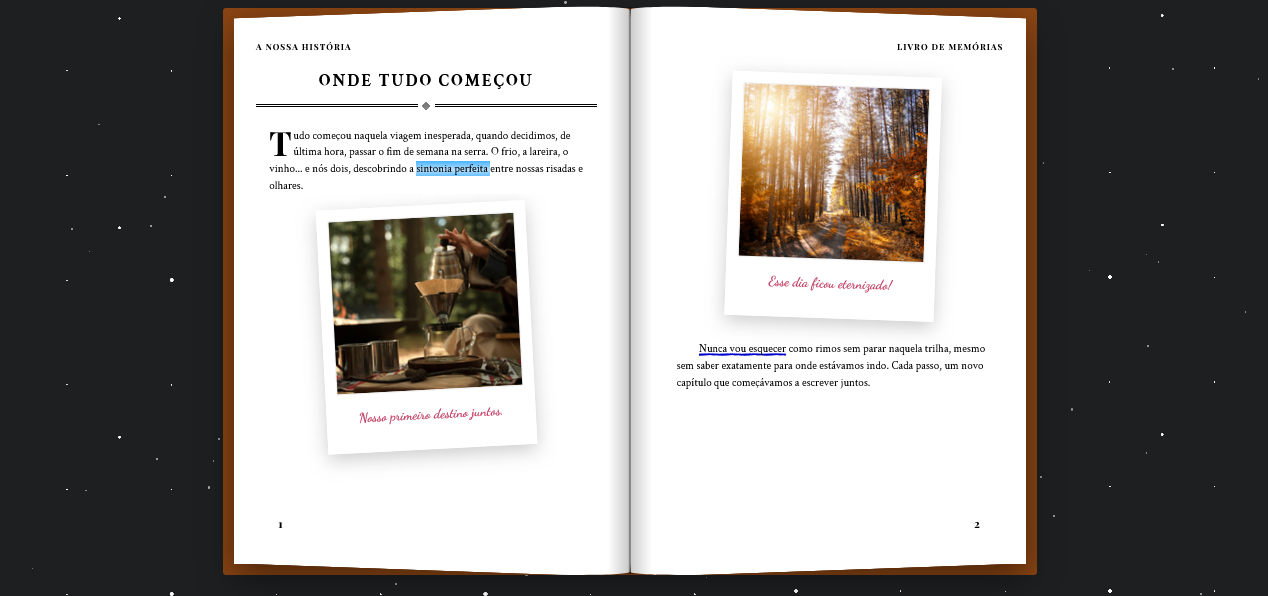 A NOSSA HISTÓRIA
ONDE TUDO COMEÇOU
Tudo começou naquela viagem inesperada, quando decidimos, de
última hora, passar o fim de semana na serra. O frio, a lareira, o
vinho... e nós dois, descobrindo a sintonia perfeita entre nossas risadas e
olhares.
Nosso primeiro destino juntos.
1
LIVRO DE MEMÓRIAS
Esse dia ficou eternizado!
Nunca vou esquecer como rimos sem parar naquela trilha, mesmo
sem saber exatamente para onde estávamos indo. Cada passo, um novo
capítulo que começávamos a escrever juntos.
2